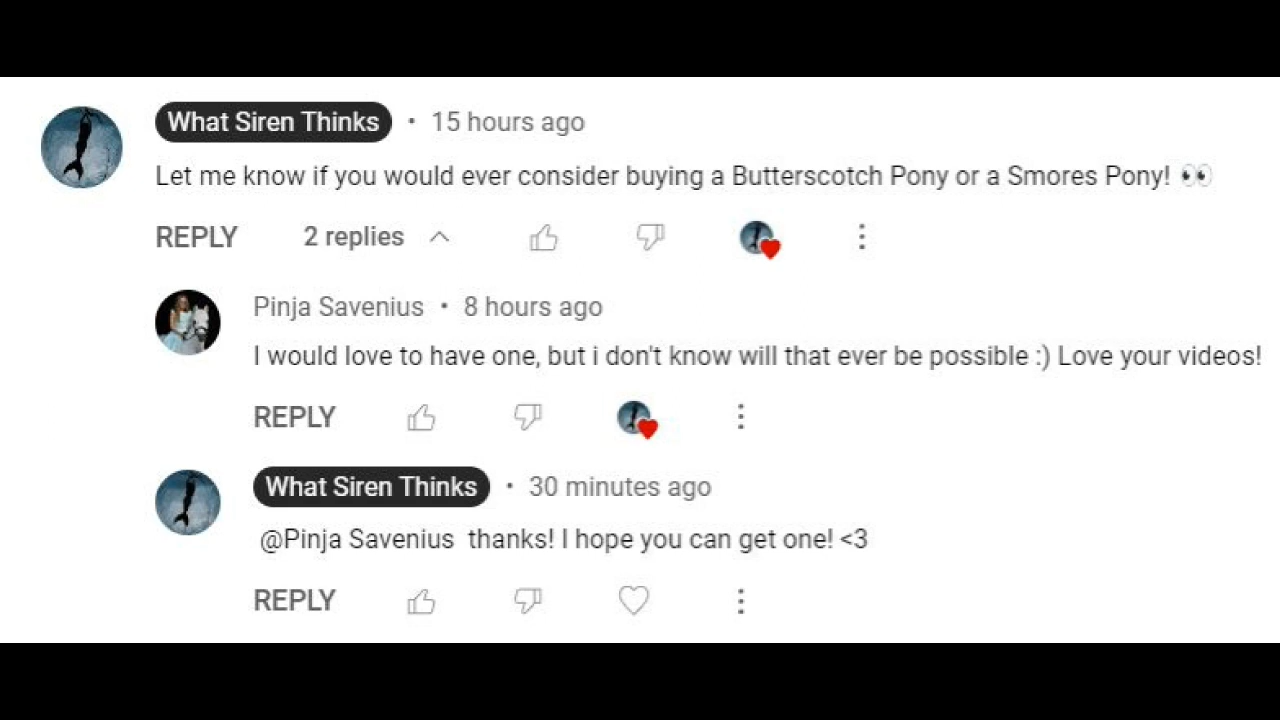 What Siren Thinks • 15 hours ago
Let me know if you would ever consider buying a Butterscotch Pony or a Smores Pony! 👀
REPLY 2 replies
Pinja Savenius • 8 hours ago
I would love to have one, but i don't know will that ever be possible :) Love your videos!
REPLY
What Siren Thinks • 30 minutes ago
@Pinja Savenius thanks! I hope you can get one! <3
REPLY